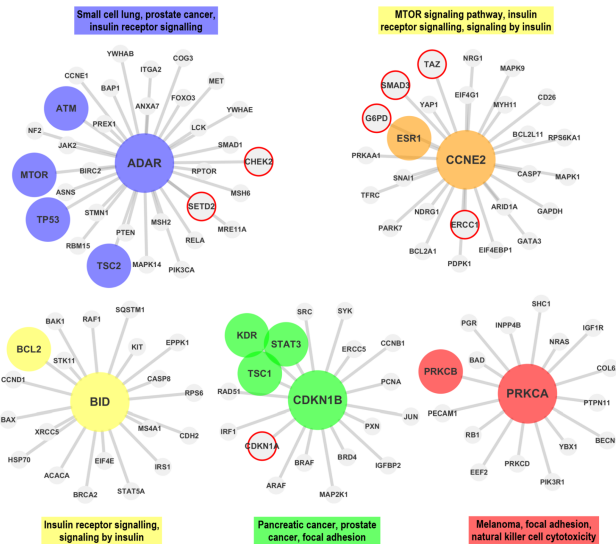 Small cell lung, prostate cancer,
insulin receptor signalling
MTOR signaling pathway, insulin
receptor signalling, signaling by insulin
YWHAB
COG3
ITGA2
CCNE1
MET
BAP1
ANXA7
FOXO3
ATM
YWHAE
PREX1
LCK
NF2
JAK2
SMAD1
ADAR
CHEK2
BIRC2
RPTOR
MTOR
ASNS
MSH6
SETD2
TP53
STMN1
PTEN
MSH2
MRE11A
RBM15
RELA
TSC2
MAPK14
PIK3CA
NRG1
TAZ
MAPK9
SMAD3
EIF4G1
CD26
YAP1
MYH11
G6PD
BCL2L11
ESR1
RPS6KA1
PRKAA1
CCNE2
SNAI1
CASP7
MAPK1
TFRC
NDRG1
ARID1A
GAPDH
PARK7
ERCC1
BCL2A1
EIF4EBP1
GATA3
PDPK1
SQSTM1
RAF1
BAK1
BCL2
KIT
EPPK1
STK11
CCND1
CASP8
RPS6
BID
BAX
XRCC5
MS4A1
CDH2
HSP70
EIF4E
IRS1
ACACA
BRCA2
STAT5A
SRC
SYK
KDR
STAT3
CCNB1
ERCC5
TSC1
PCNA
RAD51
CDKN1B
JUN
IRF1
PXN
CDKN1A
BRD4
IGFBP2
BRAF
ARAF
MAP2K1
SHC1
PGR
INPP4B
IGF1R
NRAS
BAD
COL6
PRKCB
PRKCA
PTPN11
PECAM1
RB1
BECN
YBX1
EEF2
PRKCD
PIK3R1
Insulin receptor signalling,
signaling by insulin
Pancreatic cancer, prostate
cancer, focal adhesion
Melanoma, focal adhesion,
natural killer cell cytotoxicity